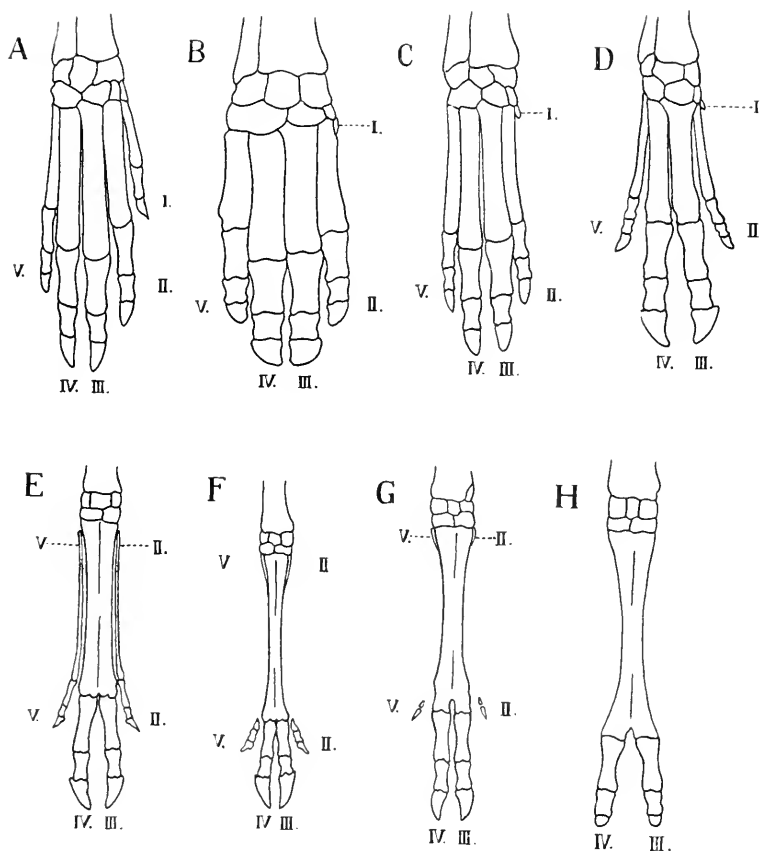 A B C D
I. I. I. I
V. II. V. II. V. II. V. II.
IV. III. IV. III. IV. III. IV. III.
E F G H
V. II. V II V. II.
V. II. V. II. V. II.
IV. III. IV III. IV. III. IV. III.